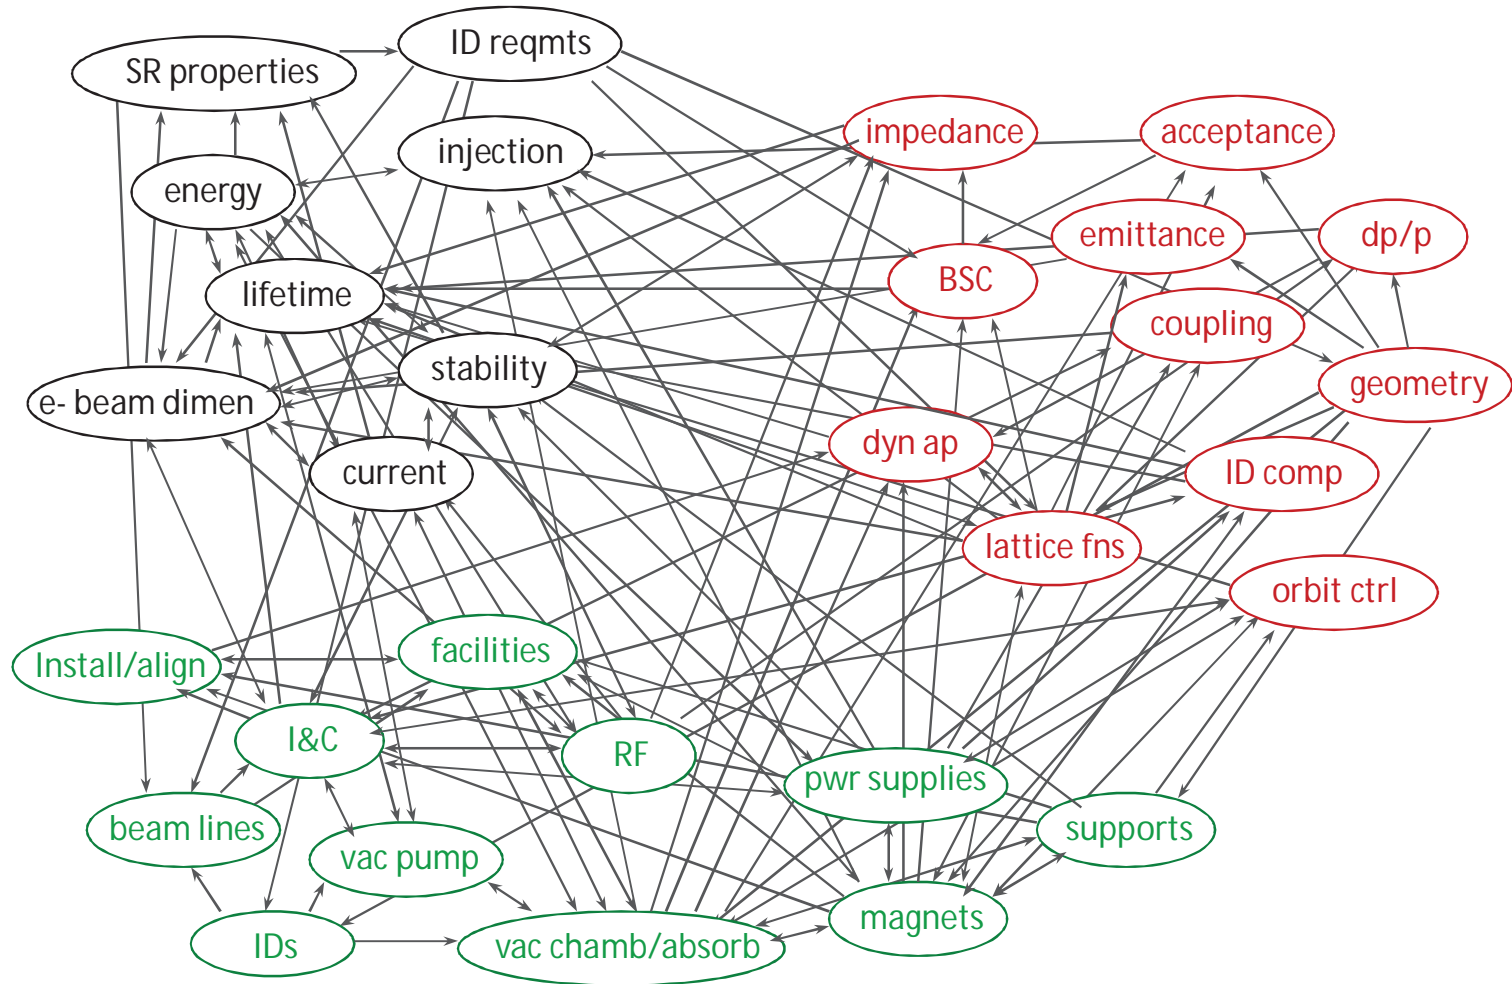 ID reqmts
SR properties
impedance
acceptance
injection
energy
emittance
dp/p
BSC
lifetime
coupling
stability
geometry
e- beam dimen
dyn ap
current
ID comp
lattice fns
orbit ctrl
facilities
Install/align
I&C
RF
pwr supplies
beam lines
supports
vac pump
magnets
IDs
vac chamb/absorb